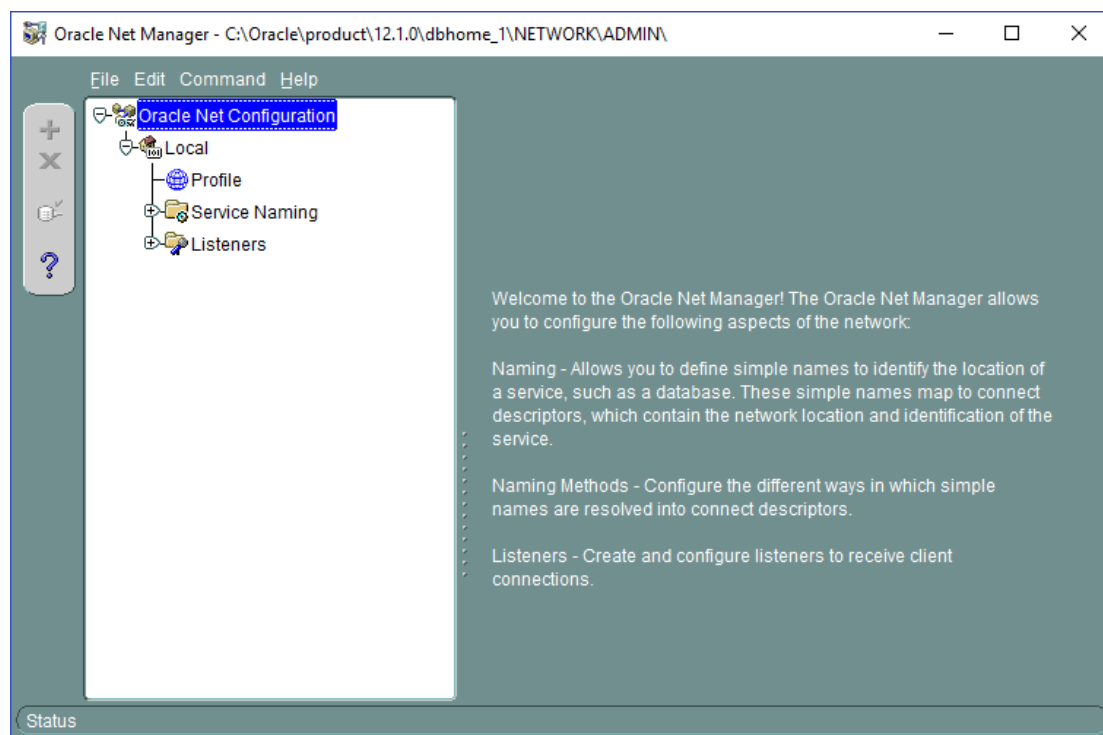 Oracle Net Manager - C:\Oracle\product\12.1.0\dbhome_1\NETWORK\ADMIN\
File Edit Command Help
Oracle Net Configuration
Local
Profile
Service Naming
Listeners
Welcome to the Oracle Net Manager! The Oracle Net Manager allows
you to configure the following aspects of the network:
Naming - Allows you to define simple names to identify the location of
a service, such as a database. These simple names map to connect
descriptors, which contain the network location and identification of the
service.
Naming Methods - Configure the different ways in which simple
names are resolved into connect descriptors.
Listeners - Create and configure listeners to receive client
connections.
Status